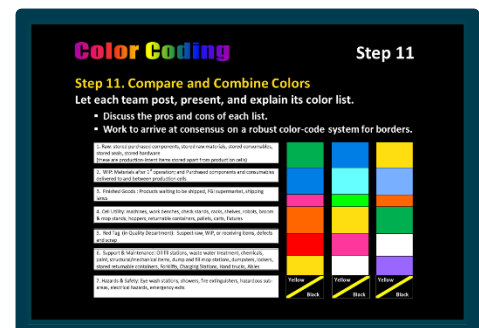 Color Coding
Step 11
Step 11. Compare and Combine Colors
Let each team post, present, and explain its color list.
▪ Discuss the pros and cons of each list.
▪ Work to arrive at consensus on a robust color-code system for borders.
1. Raw: stored purchased components, stored raw materials, stored consumables,
stored seals, stored hardware
(these are production-intent items stored apart from production cells)
2. WIP: Materials after 1st operation; and Purchased components and consumables
delivered to and between production cells
3. Finished Goods : Products waiting to be shipped, FG supermarket, shipping
areas
4. Cell Utility: machines, work benches, check stands, racks, shelves, robots, broom
& mop stands, hoppers, returnable containers, pallets, carts, fixtures
5. Red Tag (in Quality Department): Suspect raw, WIP, or receiving items, defects
and scrap
6. Support & Maintenance: Oil fill stations, waste water treatment, chemicals,
paint, structural/mechanical items, dump and fill mop stations, dumpsters, lockers,
stored returnable containers, Forklifts, Charging Stations, Hand trucks, Aisles
7. Hazards & Safety: Eye wash stations, showers, fire extinguishers, hazardous sub-
areas, electrical hazards, emergency exits
Yellow Yellow Yellow
Black Black Black